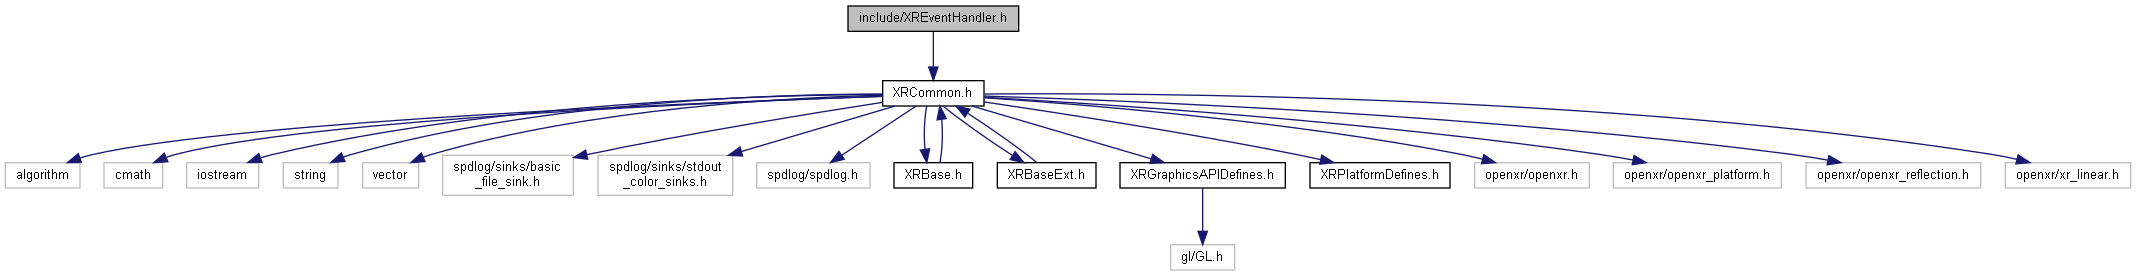 include/XREventHandler.h
XRCommon.h
algorithm
cmath
iostream
string
vector
spdlog/sinks/basic
_file_sink.h
spdlog/sinks/stdout
_color_sinks.h
spdlog/spdlog.h
XRBase.h
XRBaseExt.h
XRGraphicsAPIDefines.h
XRPlatformDefines.h
openxr/openxr.h
openxr/openxr_platform.h
openxr/openxr_reflection.h
openxr/xr_linear.h
gl/GL.h